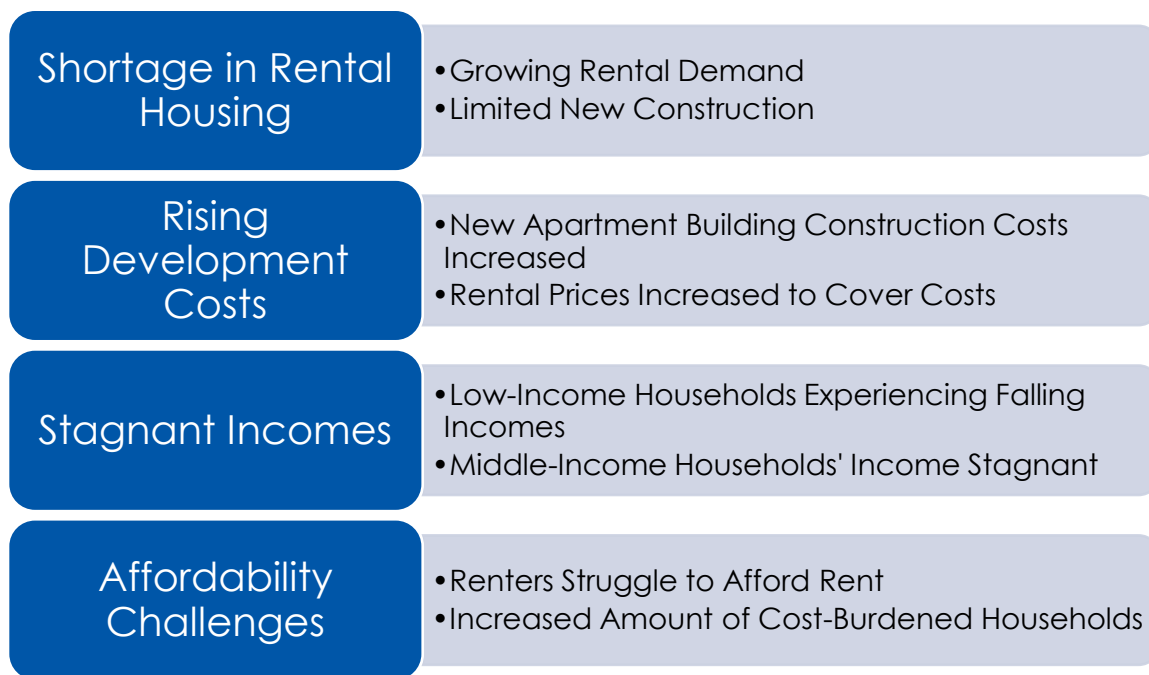 Shortage in Rental
Housing
•Growing Rental Demand
•Limited New Construction
Rising
Development
Costs
•New Apartment Building Construction Costs
Increased
•Rental Prices Increased to Cover Costs
Stagnant Incomes
•Low-Income Households Experiencing Falling
Incomes
•Middle-Income Households' Income Stagnant
Affordability
Challenges
•Renters Struggle to Afford Rent
•Increased Amount of Cost-Burdened Households